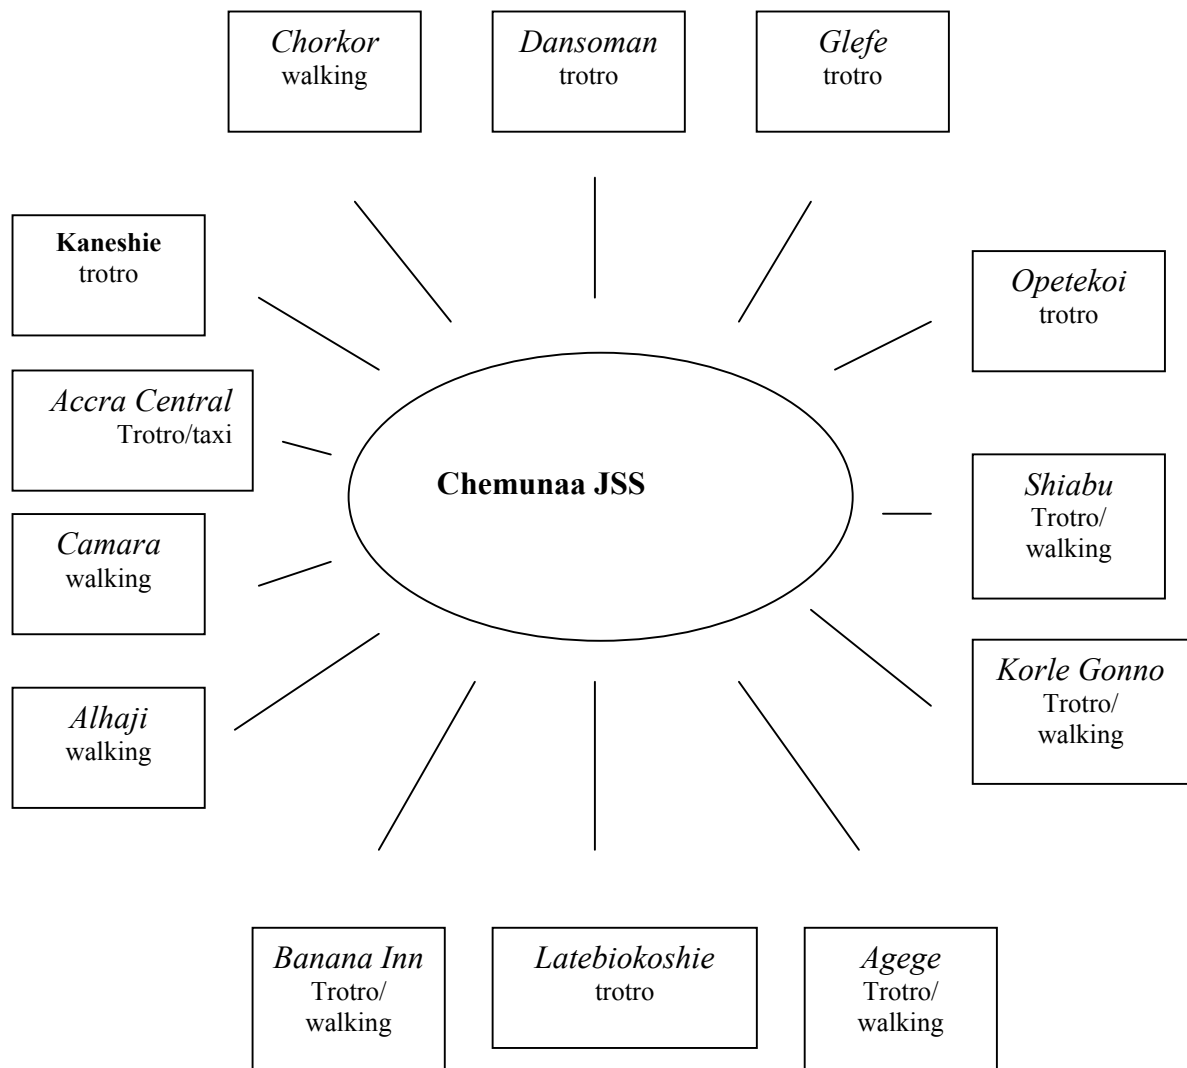 Chorkor
walking
Dansoman
trotro
Glefe
trotro
Kaneshie
trotro
Opetekoi
trotro
Accra Central
Trotro/taxi
Chemunaa JSS
Shiabu
Trotro/
walking
Camara
walking
Korle Gonno
Trotro/
walking
Alhaji
walking
Banana Inn
Trotro/
walking
Latebiokoshie
trotro
Agege
Trotro/
walking